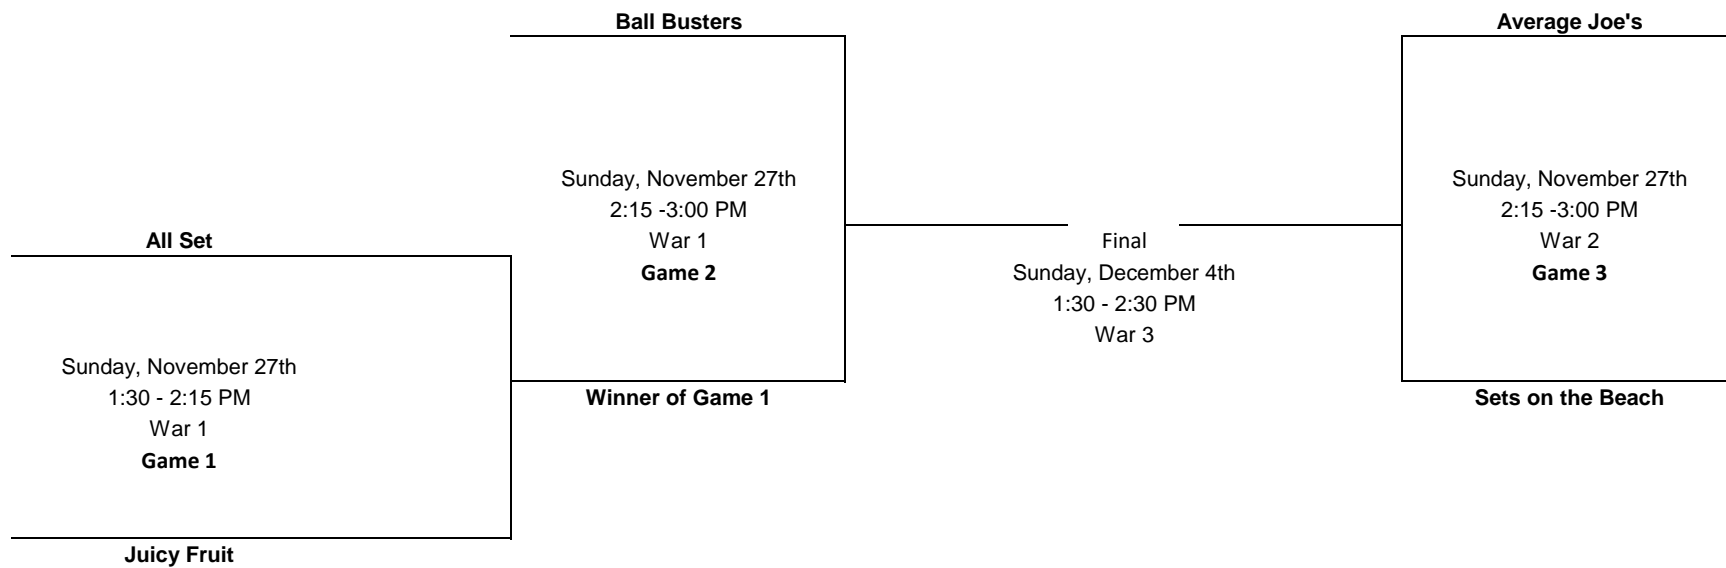 Ball Busters
Average Joe's
Sunday, November 27th
2:15 -3:00 PM
War 1
Game 2
Sunday, November 27th
2:15 -3:00 PM
War 2
Game 3
All Set
Final
Sunday, December 4th
1:30 - 2:30 PM
War 3
Sunday, November 27th
1:30 - 2:15 PM
War 1
Game 1
Winner of Game 1
Sets on the Beach
Juicy Fruit